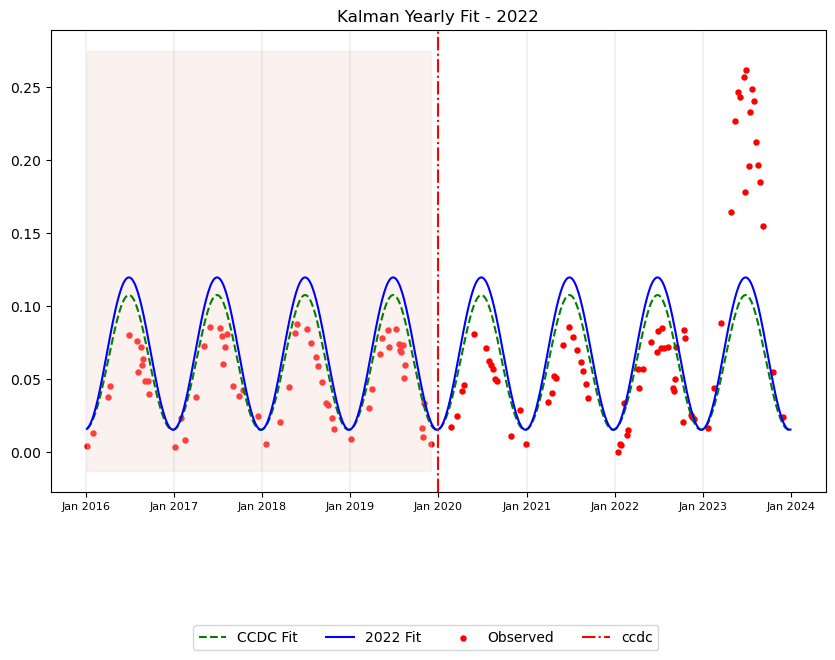 Kalman Yearly Fit - 2022
0.25
0.20
0.15
0.10
0.05
0.00
Jan 2016 Jan 2017 Jan 2018 Jan 2019 Jan 2020 Jan 2021 Jan 2022 Jan 2023 Jan 2024
CCDC Fit 2022 Fit Observed ccdc